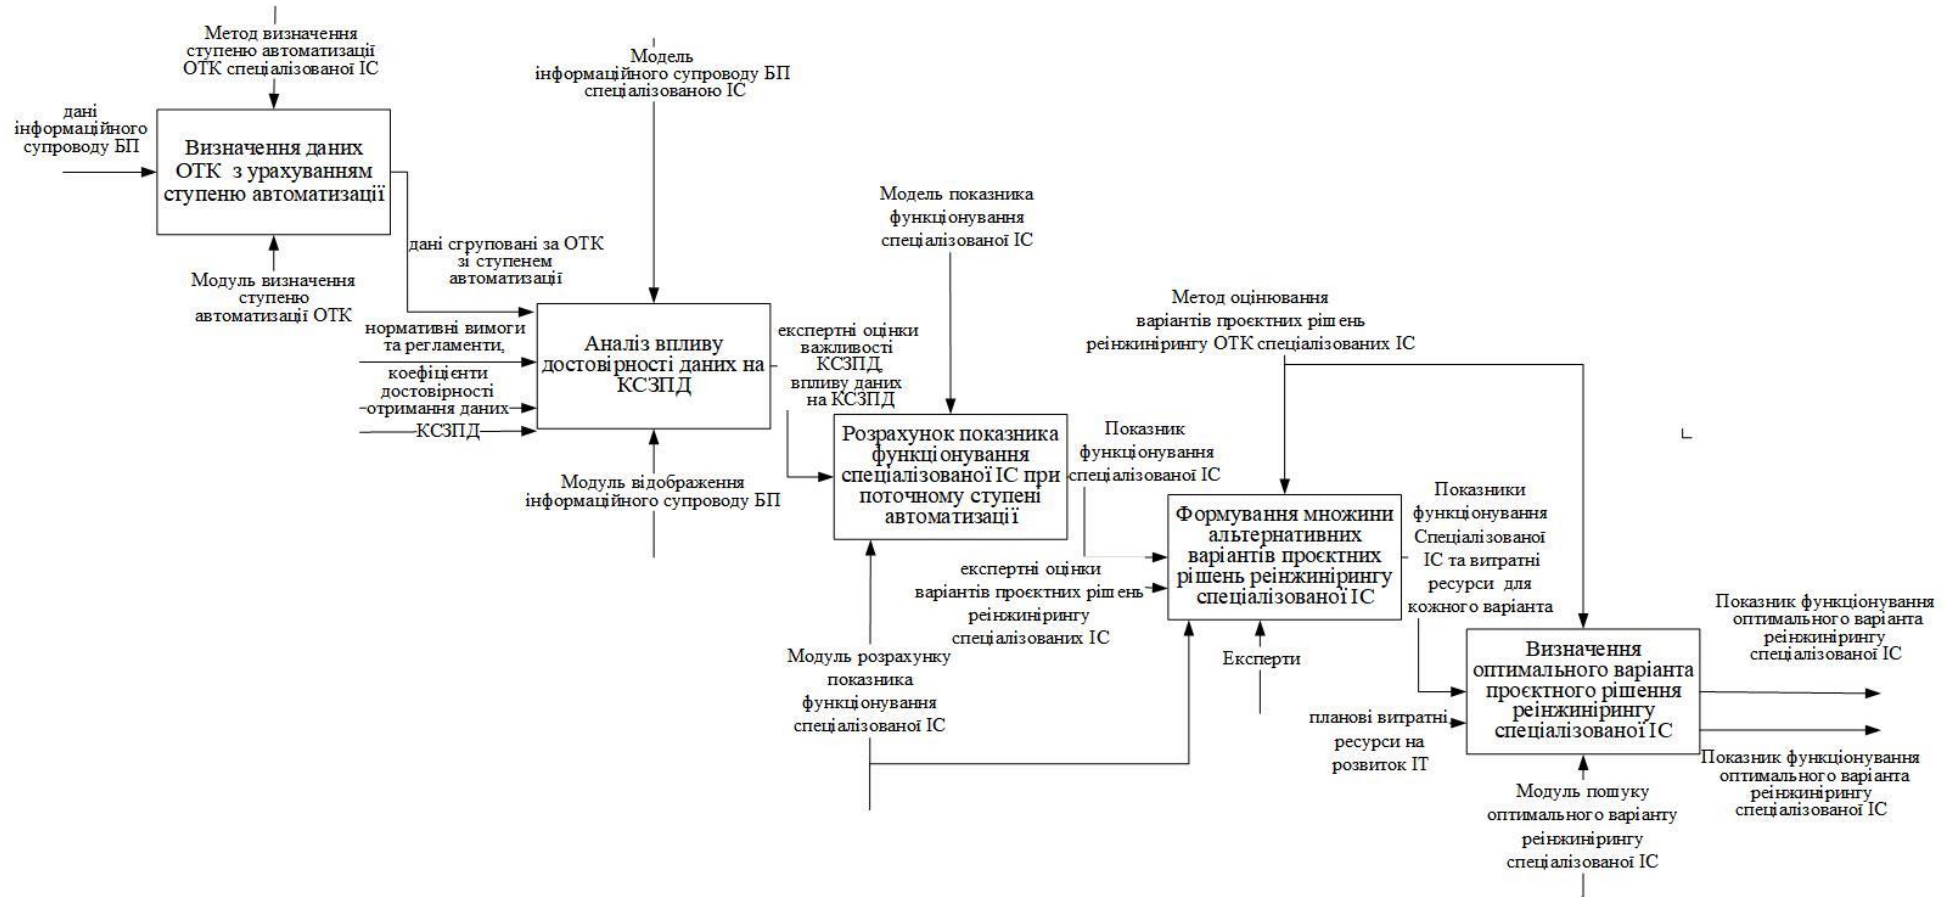 Метод визначення
ступеню автоматизації
ОТК спеціалізованої ІС
дані
інформаційного
супроводу БП
Визначення даних
ОТК з урахуванням
ступеню автоматизації
Модуль визначення
ступеню
автоматизації ОТК
дані сгруповані за ОТК
зі ступенем
автоматизації
Модель
інформаційного супроводу БП
спеціалізованою ІС
нормативні вимоги
та регламенти,
коефіцієнти
достовірності
отримання даних
КСЗПД
Аналіз впливу
достовірності даних на
КСЗПД
Модуль відображення
інформаційного супроводу БП
експертні оцінки
важливості
КСЗПД,
впливу даних
на КСЗПД
Модель показника
функціонування
спеціалізованої ІС
Розрахунок показника
функціонування
спеціалізованої ІС при
поточному ступені
автоматизації
Модуль розрахунку
показника
функціонування
спеціалізованої ІС
Показник
функціонування
спеціалізованої ІС
експертні оцінки
варіантів проєктних рішень
реінжинірингу
спеціалізованих ІС
Метод оцінювання
варіантів проєктних рішень
реінжинірингу ОТК спеціалізованих ІС
Формування множини
альтернативних
варіантів проєктних
рішень реінжинірингу
спеціалізованої ІС
Експерти
Показники
функціонування
Спеціалізованої
ІС та витратні
ресурси для
кожного варіанта
планові витратні
ресурси на
розвиток ІТ
Визначення
оптимального варіанта
проєктного рішення
реінжинірингу
спеціалізованої ІС
Модуль пошуку
оптимального варіанту
реінжинірингу
спеціалізованої ІС
Показник функціонування
оптимального варіанта
реінжинірингу
спеціалізованої ІС
Показник функціонування
оптимального варіанта
реінжинірингу
спеціалізованої ІС